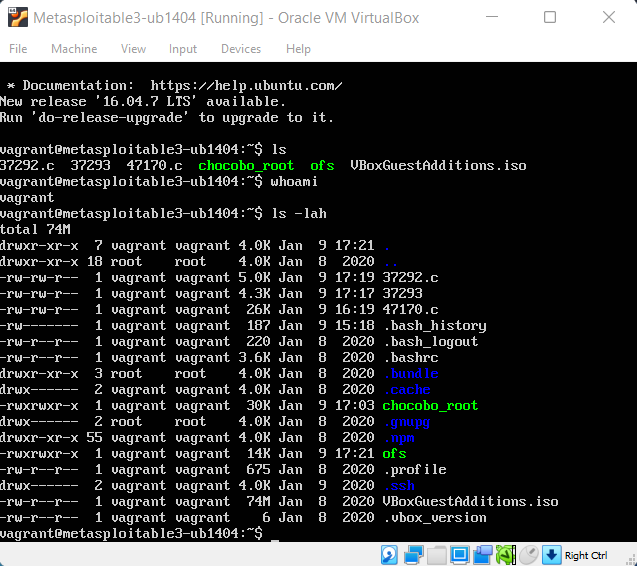 Metasploitable3-ub1404 [Running] - Oracle VM VirtualBox
File Machine View Input Devices Help
* Documentation:  https://help.ubuntu.com/
New release '16.04.7 LTS' available.
Run 'do-release-upgrade' to upgrade to it.
vagrant@metasploitable3-ub1404:~$ ls
37292.c  37293  47170.c  chocobo_root  ofs  VBoxGuestAdditions.iso
vagrant@metasploitable3-ub1404:~$ whoami
vagrant
vagrant@metasploitable3-ub1404:~$ ls -lah
total 74M
drwxr-xr-x  7 vagrant vagrant 4.0K Jan  9 17:21 .
drwxr-xr-x 18 root    root    4.0K Jan  8  2020 ..
-rw-rw-r--  1 vagrant vagrant 5.0K Jan  9 17:19 37292.c
-rw-rw-r--  1 vagrant vagrant 4.3K Jan  9 17:17 37293
-rw-rw-r--  1 vagrant vagrant  26K Jan  9 16:19 47170.c
-rw-------  1 vagrant vagrant  187 Jan  9 15:18 .bash_history
-rw-r--r--  1 vagrant vagrant  220 Jan  8  2020 .bash_logout
-rw-r--r--  1 vagrant vagrant 3.6K Jan  8  2020 .bashrc
drwxr-xr-x  3 root    root    4.0K Jan  8  2020 .bundle
drwx------  2 vagrant vagrant 4.0K Jan  8  2020 .cache
-rwxrwxr-x  1 vagrant vagrant  30K Jan  9 17:03 chocobo_root
drwx------  2 root    root    4.0K Jan  8  2020 .gnupg
drwxr-xr-x 55 vagrant vagrant 4.0K Jan  8  2020 .npm
-rwxrwxr-x  1 vagrant vagrant  14K Jan  9 17:21 ofs
-rw-r--r--  1 vagrant vagrant  675 Jan  8  2020 .profile
drwx------  2 vagrant vagrant 4.0K Jan  9  2020 .ssh
-rw-r--r--  1 vagrant vagrant  74M Jan  8  2020 VBoxGuestAdditions.iso
-rw-r--r--  1 vagrant vagrant    6 Jan  8  2020 .vbox_version
vagrant@metasploitable3-ub1404:~$ _
Right Ctrl